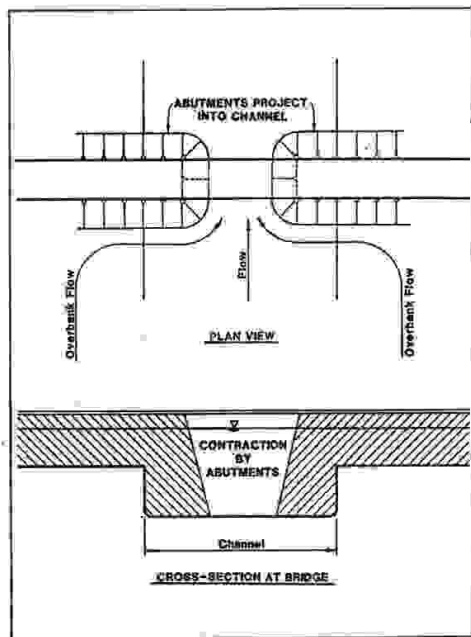 ABUTMENTS PROJECT
INTO CHANNEL
Overbank Flow
Flow
Overbank Flow
PLAN VIEW
CONTRACTION
BY
ABUTMENTS
Channel
CROSS-SECTION AT BRIDGE